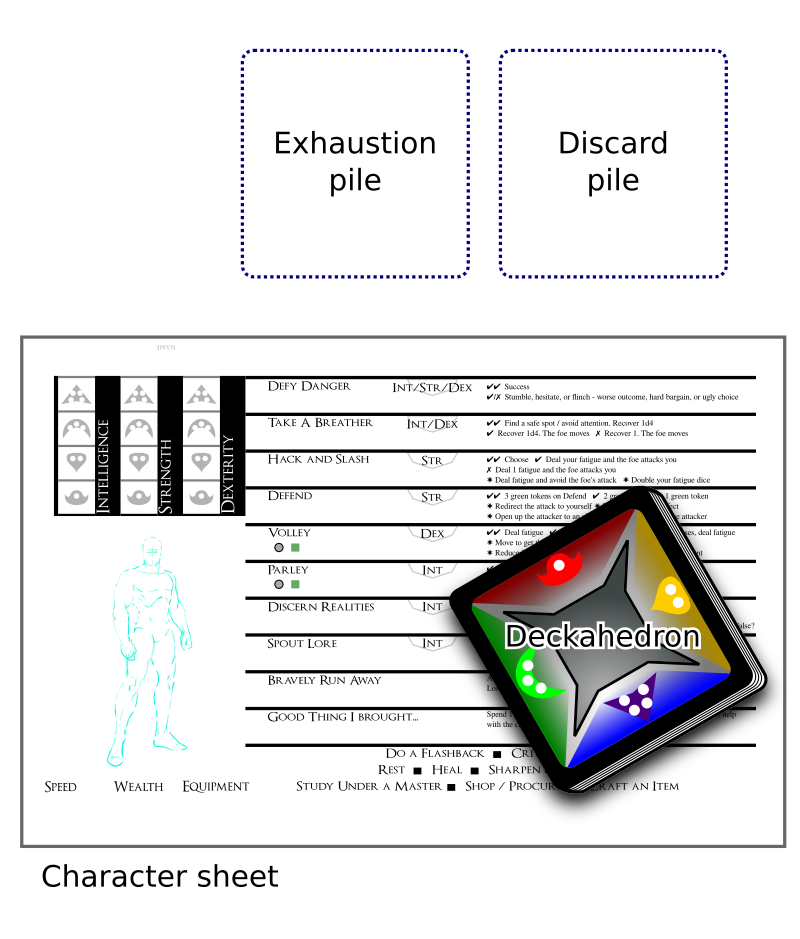 Exhaustion
pile
Discard
pile
NAME
INTELLIGENCE
STRENGTH
DEXTERITY
DEFY DANGER INT/STR/DEX ✔✔ Success
✔/✗ Stumble, hesitate, or flinch - worse outcome, hard bargain, or ugly choice
TAKE A BREATHER INT/DEX ✔✔ Find a safe spot / avoid attention. Recover 1d4
✔ Recover 1d4. The foe moves ✗ Recover 1. The foe moves
HACK AND SLASH STR ✔✔ Choose ✔ Deal your fatigue and the foe attacks you
✗ Deal 1 fatigue and the foe attacks you
✷ Deal fatigue and avoid the foe's attack ✷ Double your fatigue dice
DEFEND STR ✔✔ 3 green tokens on Defend ✔ 2 1 green token
✷ Redirect the attack to yourself ✷
✷ Open up the attacker to attacker
VOLLEY DEX ✔✔ Deal fatigue deal fatigue
✷ Move to
PARLEY INT
DISCERN REALITIES INT
SPOUT LORE INT
BRAVELY RUN AWAY
GOOD THING I BROUGHT... Spend help
with the
Deckahedron
DO A FLASHBACK ■
REST ■ HEAL ■ SHARPEN
SPEED WEALTH EQUIPMENT STUDY UNDER A MASTER ■ SHOP / AN ITEM
Character sheet